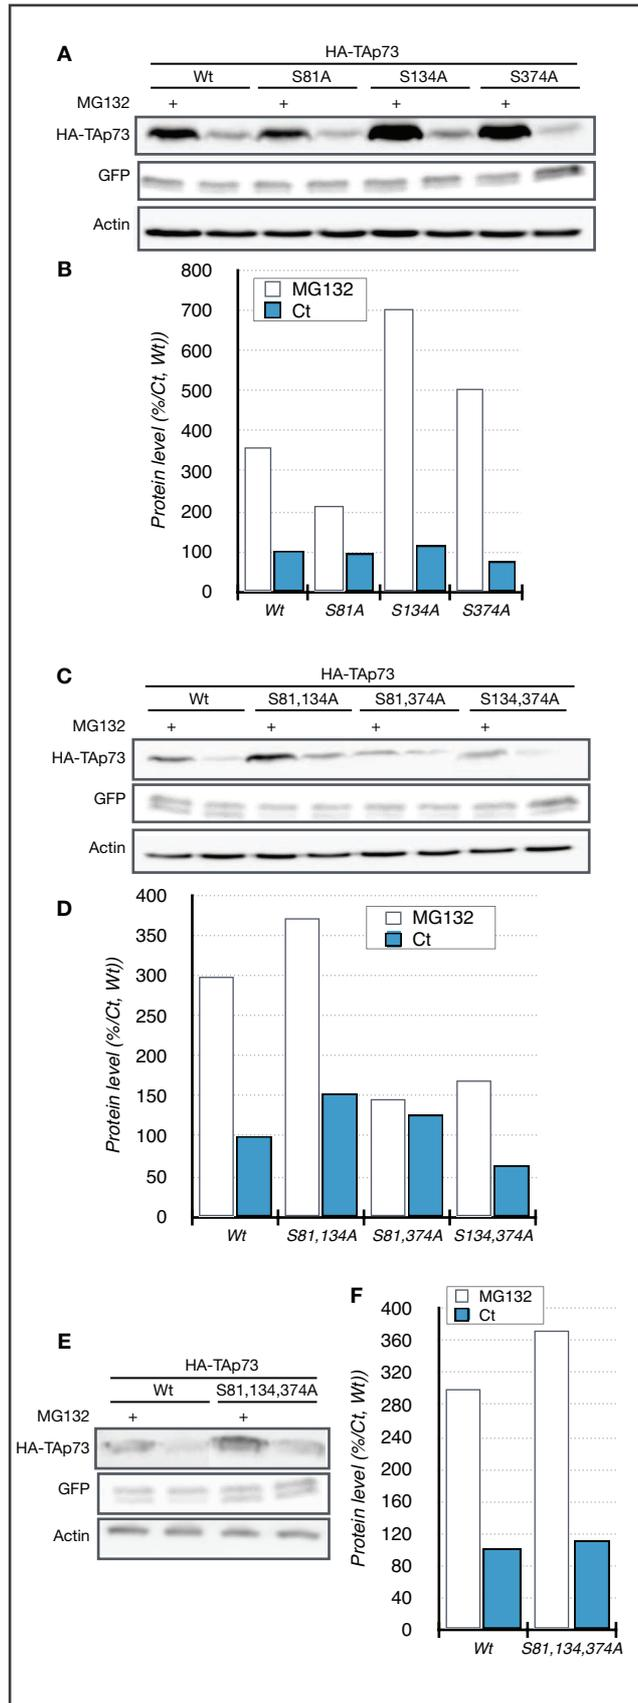 A
HA-TAp73
Wt S81A S134A S374A
MG132 + + + +
HA-TAp73
GFP
Actin
B
800
700
600
500
400
300
200
100
0
Protein level (%/Ct, Wt))
MG132
Ct
Wt S81A S134A S374A
C
HA-TAp73
Wt S81,134A S81,374A S134,374A
MG132 + + + +
HA-TAp73
GFP
Actin
D
400
350
300
250
200
150
100
50
0
Protein level (%/Ct, Wt))
MG132
Ct
Wt S81,134A S81,374A S134,374A
E
HA-TAp73
Wt S81,134,374A
MG132 + +
HA-TAp73
GFP
Actin
F
400
360
320
280
240
200
160
120
80
40
0
Protein level (%/Ct, Wt))
MG132
Ct
Wt S81,134,374A